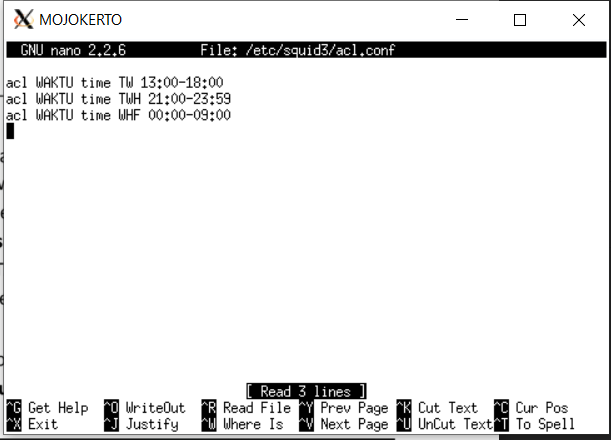 MOJOKERTO
GNU nano 2.2.6 File: /etc/squid3/acl.conf
acl WAKTU time TW 13:00-18:00
acl WAKTU time TWH 21:00-23:59
acl WAKTU time WHF 00:00-09:00
[ Read 3 lines ]
^G Get Help ^O WriteOut ^R Read File ^Y Prev Page ^K Cut Text ^C Cur Pos
^X Exit ^J Justify ^W Where Is ^V Next Page ^U UnCut Text ^T To Spell